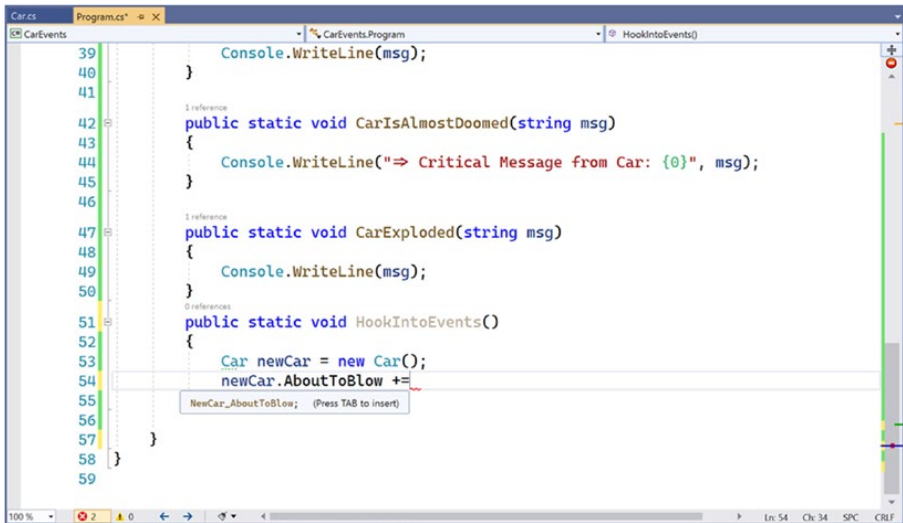 Car.cs Program.cs*
CarEvents CarEvents.Program HookIntoEvents()
39 Console.WriteLine(msg);
40 }
41
1 reference
42 public static void CarIsAlmostDoomed(string msg)
43 {
44 Console.WriteLine("=> Critical Message from Car: {0}", msg);
45 }
46
1 reference
47 public static void CarExploded(string msg)
48 {
49 Console.WriteLine(msg);
50 }
0 references
51 public static void HookIntoEvents()
52 {
53 Car newCar = new Car();
54 newCar.AboutToBlow +=
55 NewCar_AboutToBlow; (Press TAB to insert)
56
57 }
58 }
59
100 % 2 0 Ln: 54 Ch: 34 SPC CRLF